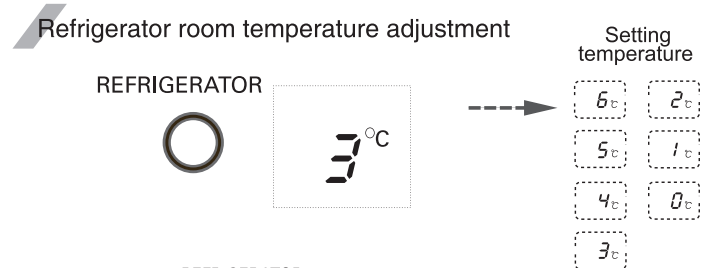 Refrigerator room temperature adjustment
Setting
temperature
REFRIGERATOR
3°C
6℃ 2℃
5℃ 1℃
4℃ 0℃
3℃